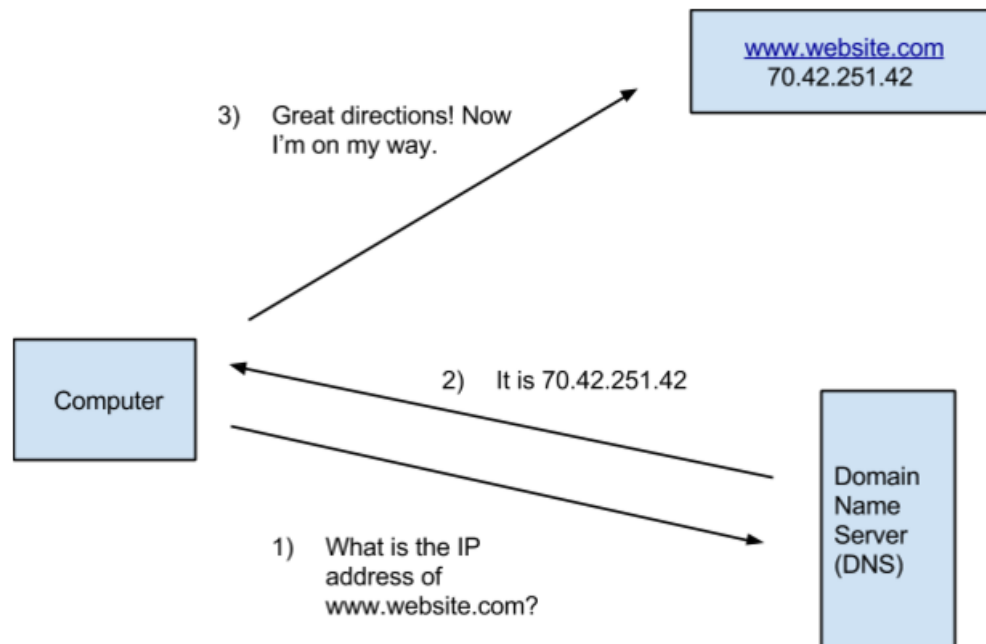 www.website.com
70.42.251.42
3) Great directions! Now
I'm on my way.
Computer
2) It is 70.42.251.42
Domain
Name
Server
(DNS)
1) What is the IP
address of
www.website.com?